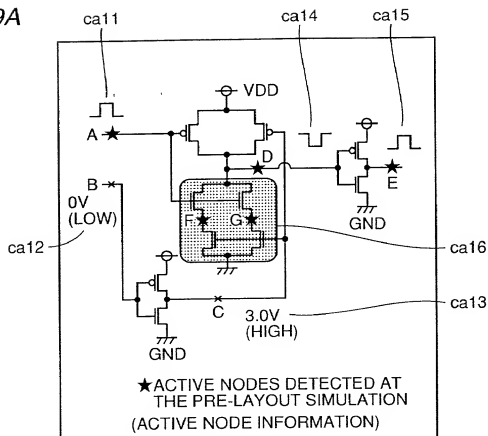 9A
ca11
ca14
ca15
VDD
A
D
B
E
0V
(LOW)
F
G
GND
ca12
ca16
C
3.0V
(HIGH)
ca13
GND
★ACTIVE NODES DETECTED AT
THE PRE-LAYOUT SIMULATION
(ACTIVE NODE INFORMATION)